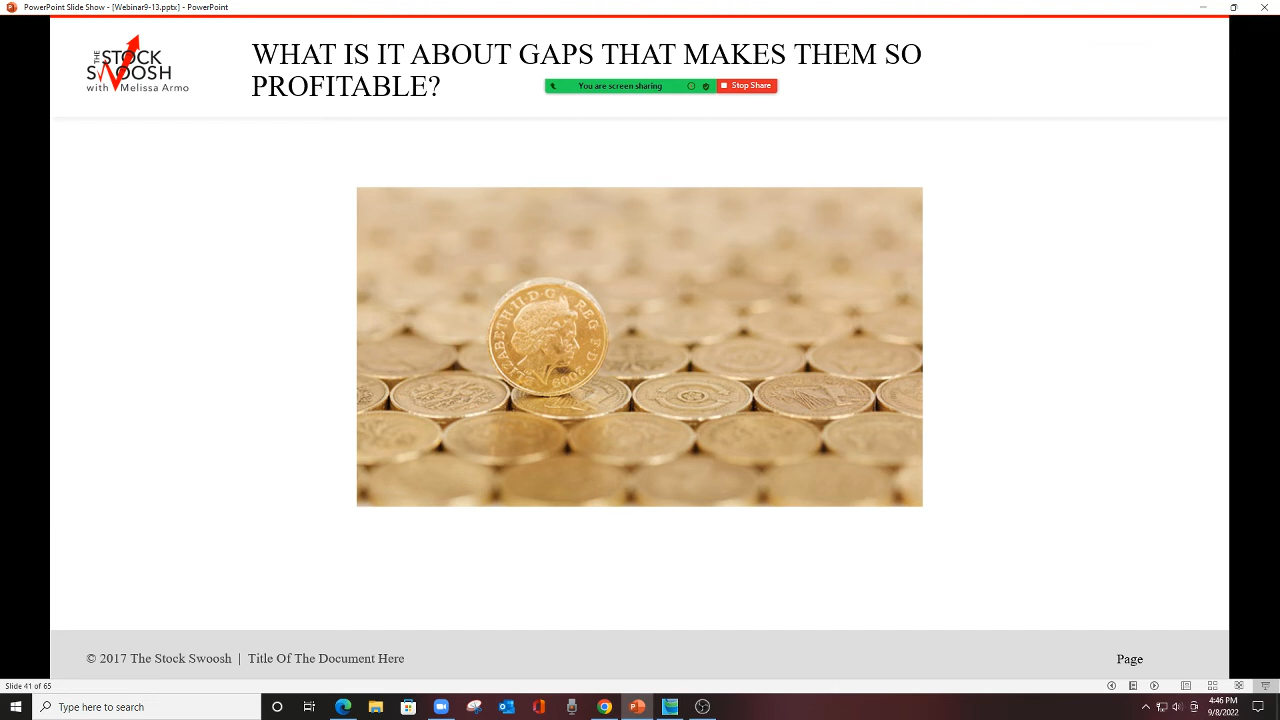 PowerPoint Slide Show - [Webinar9-13.pptx] - PowerPoint
THE
STOCK
SWOOSH
with Melissa Armo
WHAT IS IT ABOUT GAPS THAT MAKES THEM SO
PROFITABLE?
You are screen sharing
Stop Share
ELIZABETH·II·D·G REG F·D 2009
© 2017 The Stock Swoosh | Title Of The Document Here
Page
Slide 41 of 65
Type here to search
4:46 PM
9/8/2022